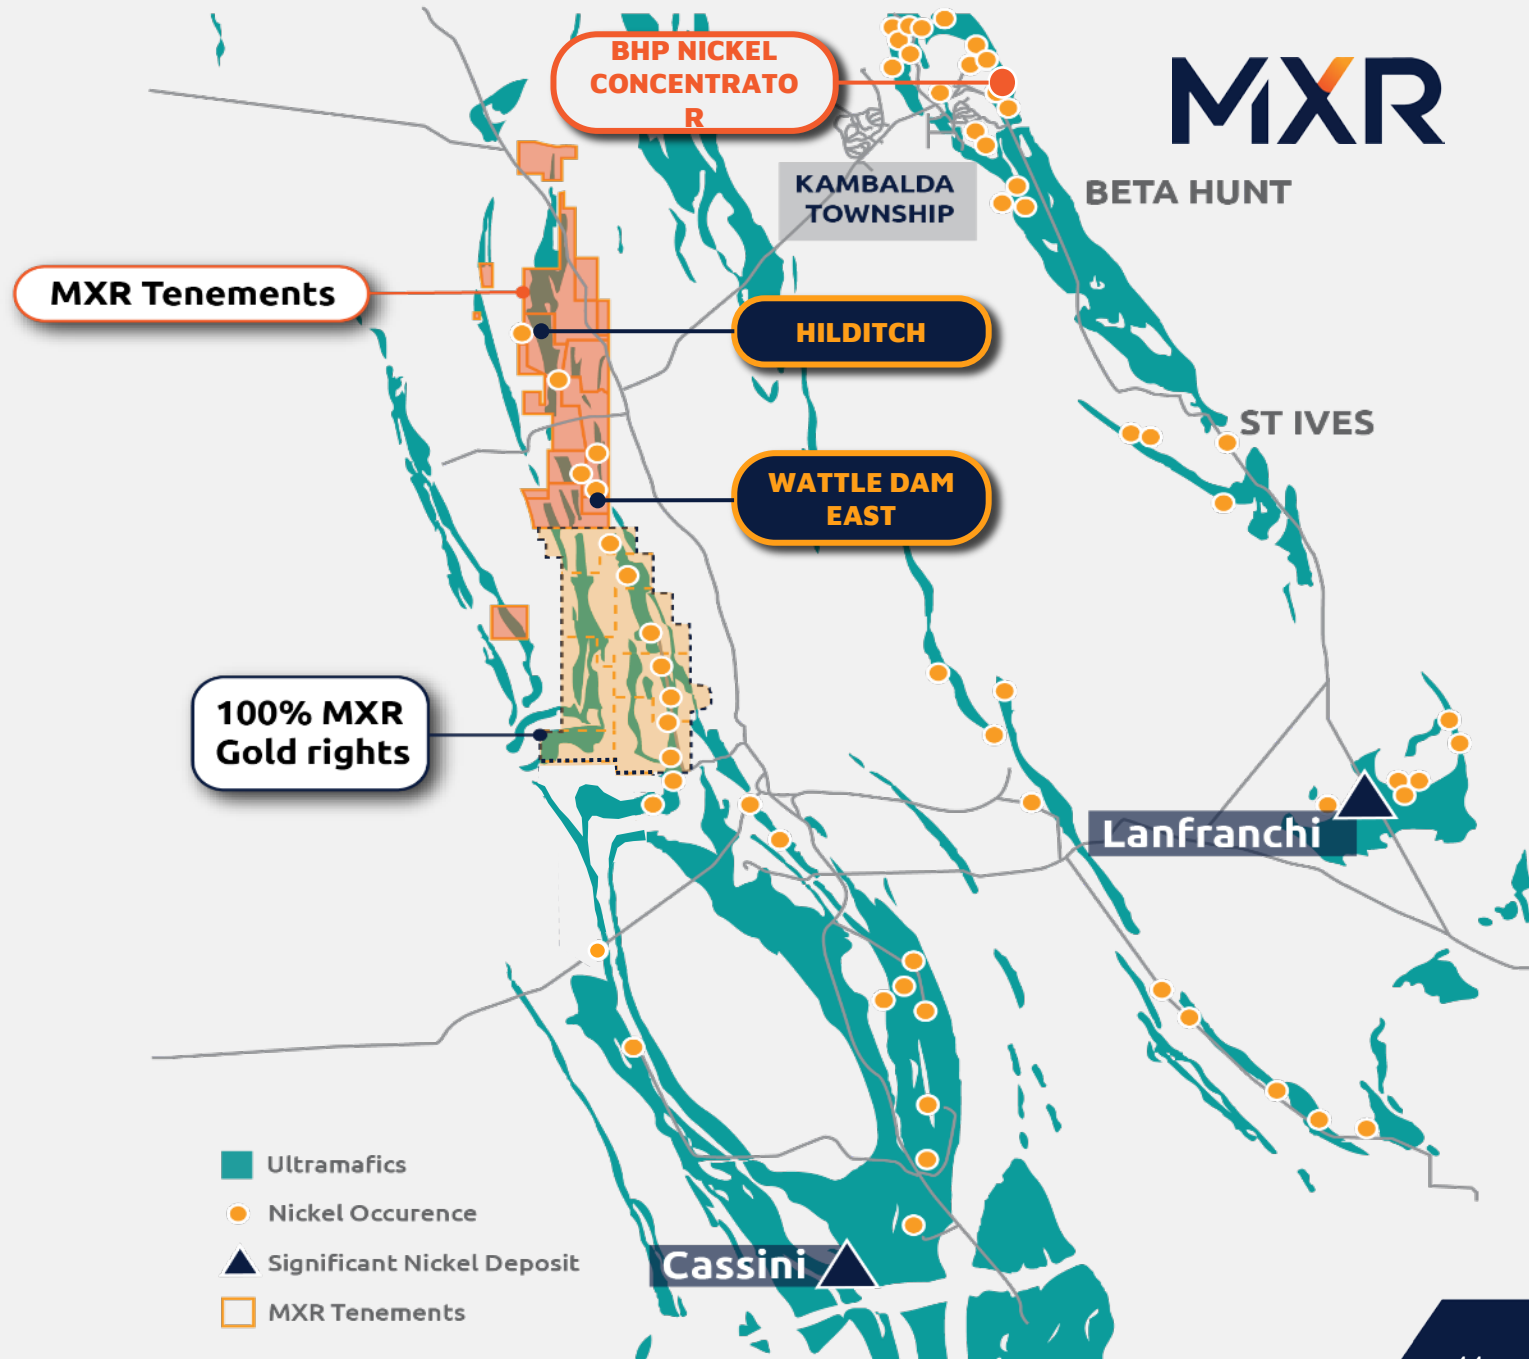 BHP NICKEL
CONCENTRATO
R
MXR
KAMBALDA
TOWNSHIP
BETA HUNT
MXR Tenements
HILDITCH
ST IVES
WATTLE DAM
EAST
100% MXR
Gold rights
Lanfranchi
Ultramafics
Nickel Occurence
Significant Nickel Deposit
Cassini
MXR Tenements